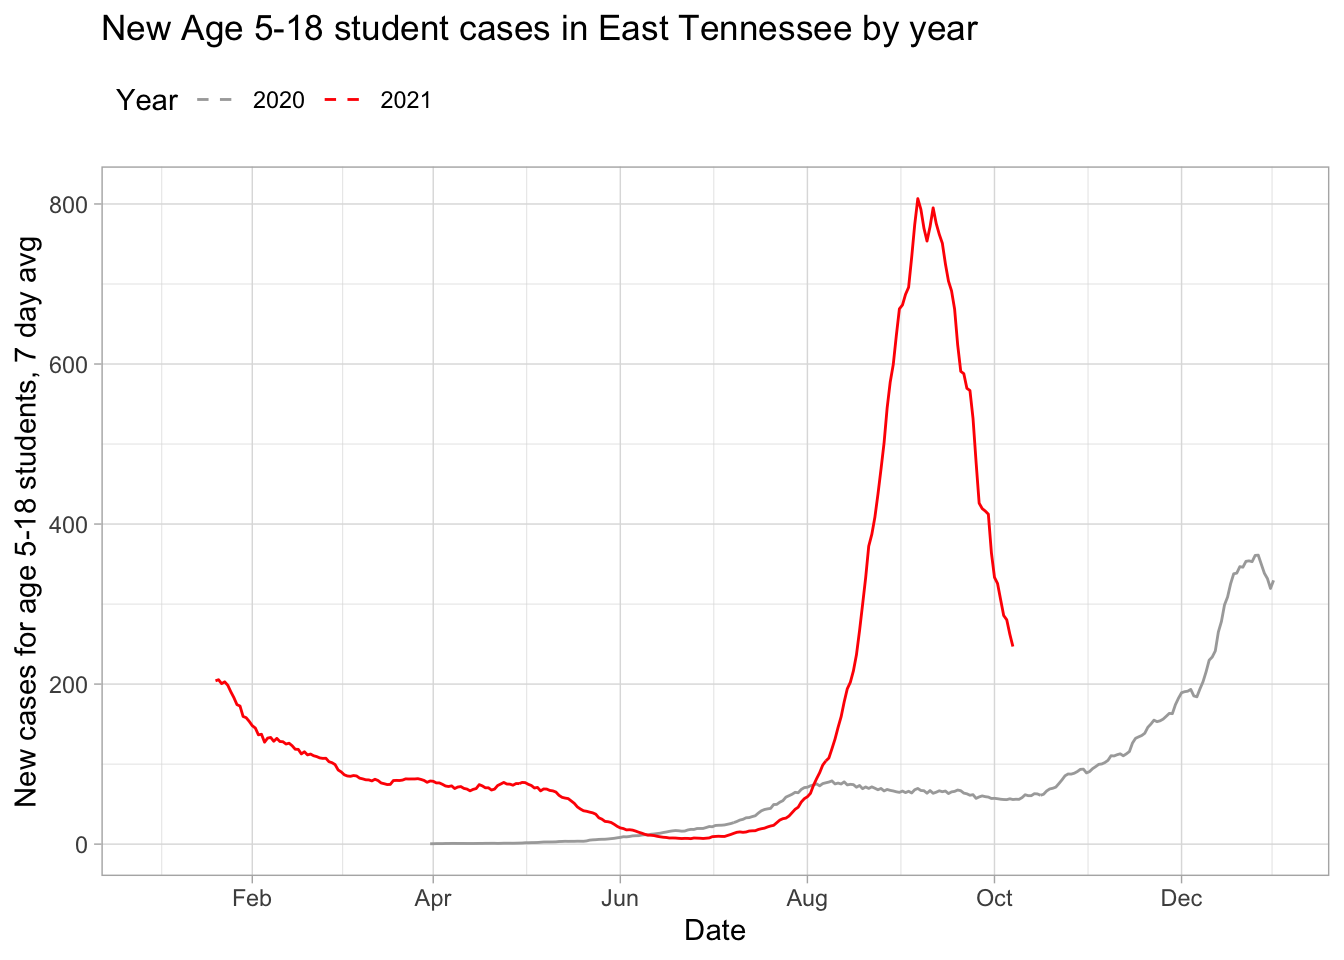 New Age 5-18 student cases in East Tennessee by year
Year 2020 2021
New cases for age 5-18 students, 7 day avg
800
600
400
200
0
Feb Apr Jun Aug Oct Dec
Date